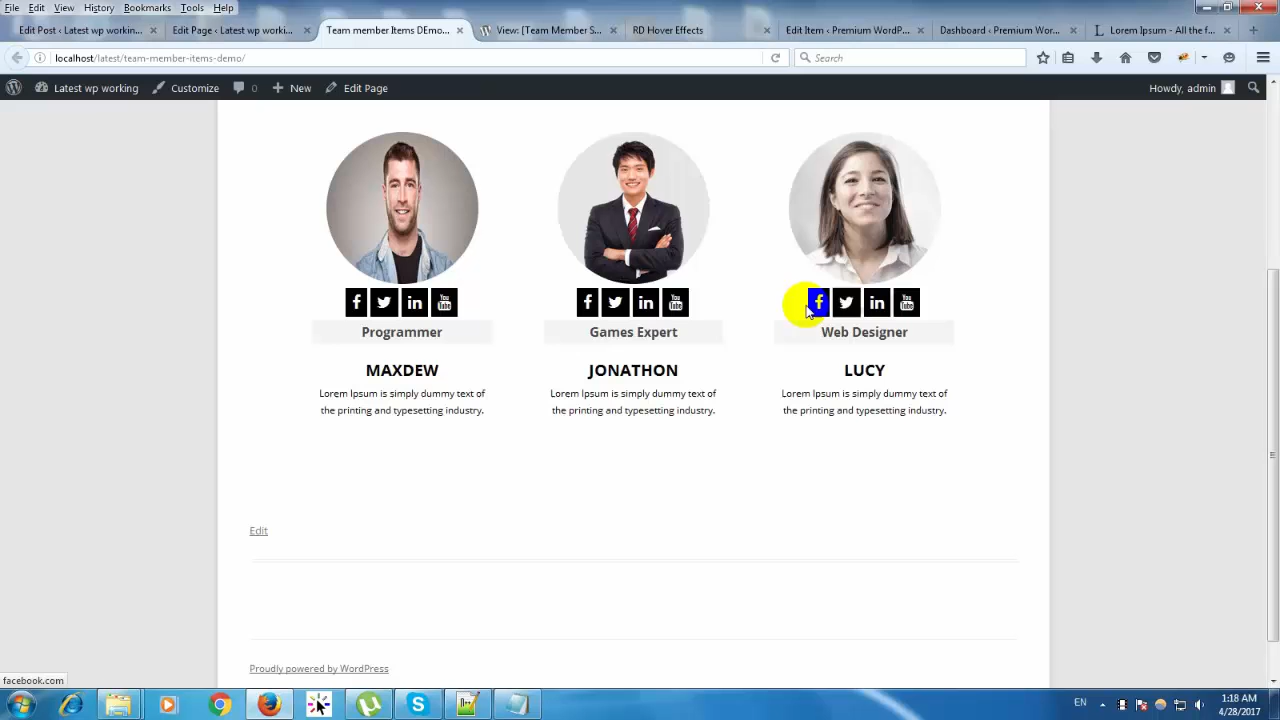 File Edit View History Bookmarks Tools Help
Edit Post ‹ Latest wp workin... Edit Page ‹ Latest wp worki... Team member Items DEmo... View: [Team Member S... RD Hover Effects Edit Item ‹ Premium WordP... Dashboard ‹ Premium Wor... Lorem Ipsum - All the f...
localhost/latest/team-member-items-demo/ Search
Latest wp working Customize 0 New Edit Page Howdy, admin
Programmer Games Expert Web Designer
MAXDEW JONATHON LUCY
Lorem Ipsum is simply dummy text of Lorem Ipsum is simply dummy text of Lorem Ipsum is simply dummy text of
the printing and typesetting industry. the printing and typesetting industry. the printing and typesetting industry.
Edit
Proudly powered by WordPress
facebook.com
EN 1:18 AM
4/28/2017